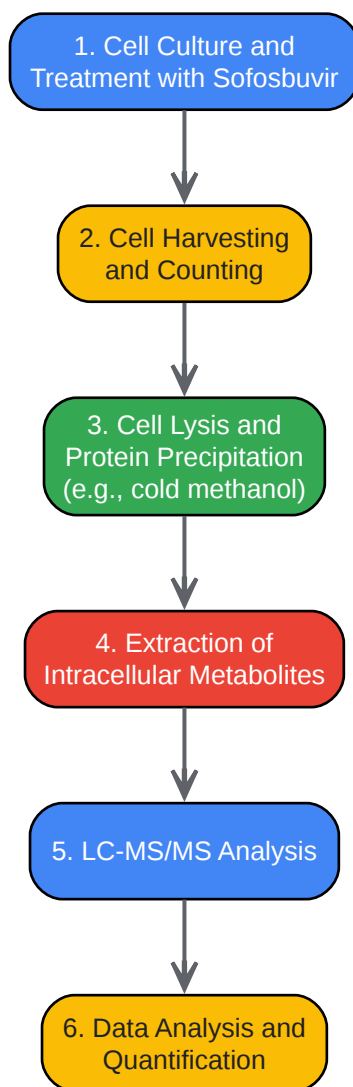 1. Cell Culture and
Treatment with Sofosbuvir
2. Cell Harvesting
and Counting
3. Cell Lysis and
Protein Precipitation
(e.g., cold methanol)
4. Extraction of
Intracellular Metabolites
5. LC-MS/MS Analysis
6. Data Analysis and
Quantification